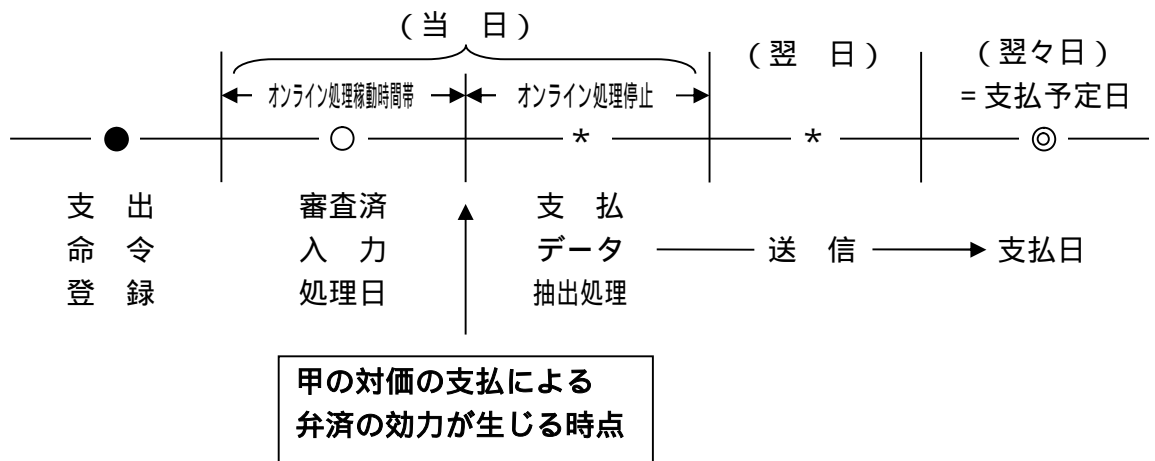 （当　日）
（翌　日）
（翌々日）
＝支払予定日
オンライン処理稼動時間帯
オンライン処理停止
● ○ * * ◎
支　出
命　令
登　録
審査済
入　力
処理日
支　払
データ
抽出処理
送　信
支払日
甲の対価の支払による
弁済の効力が生じる時点